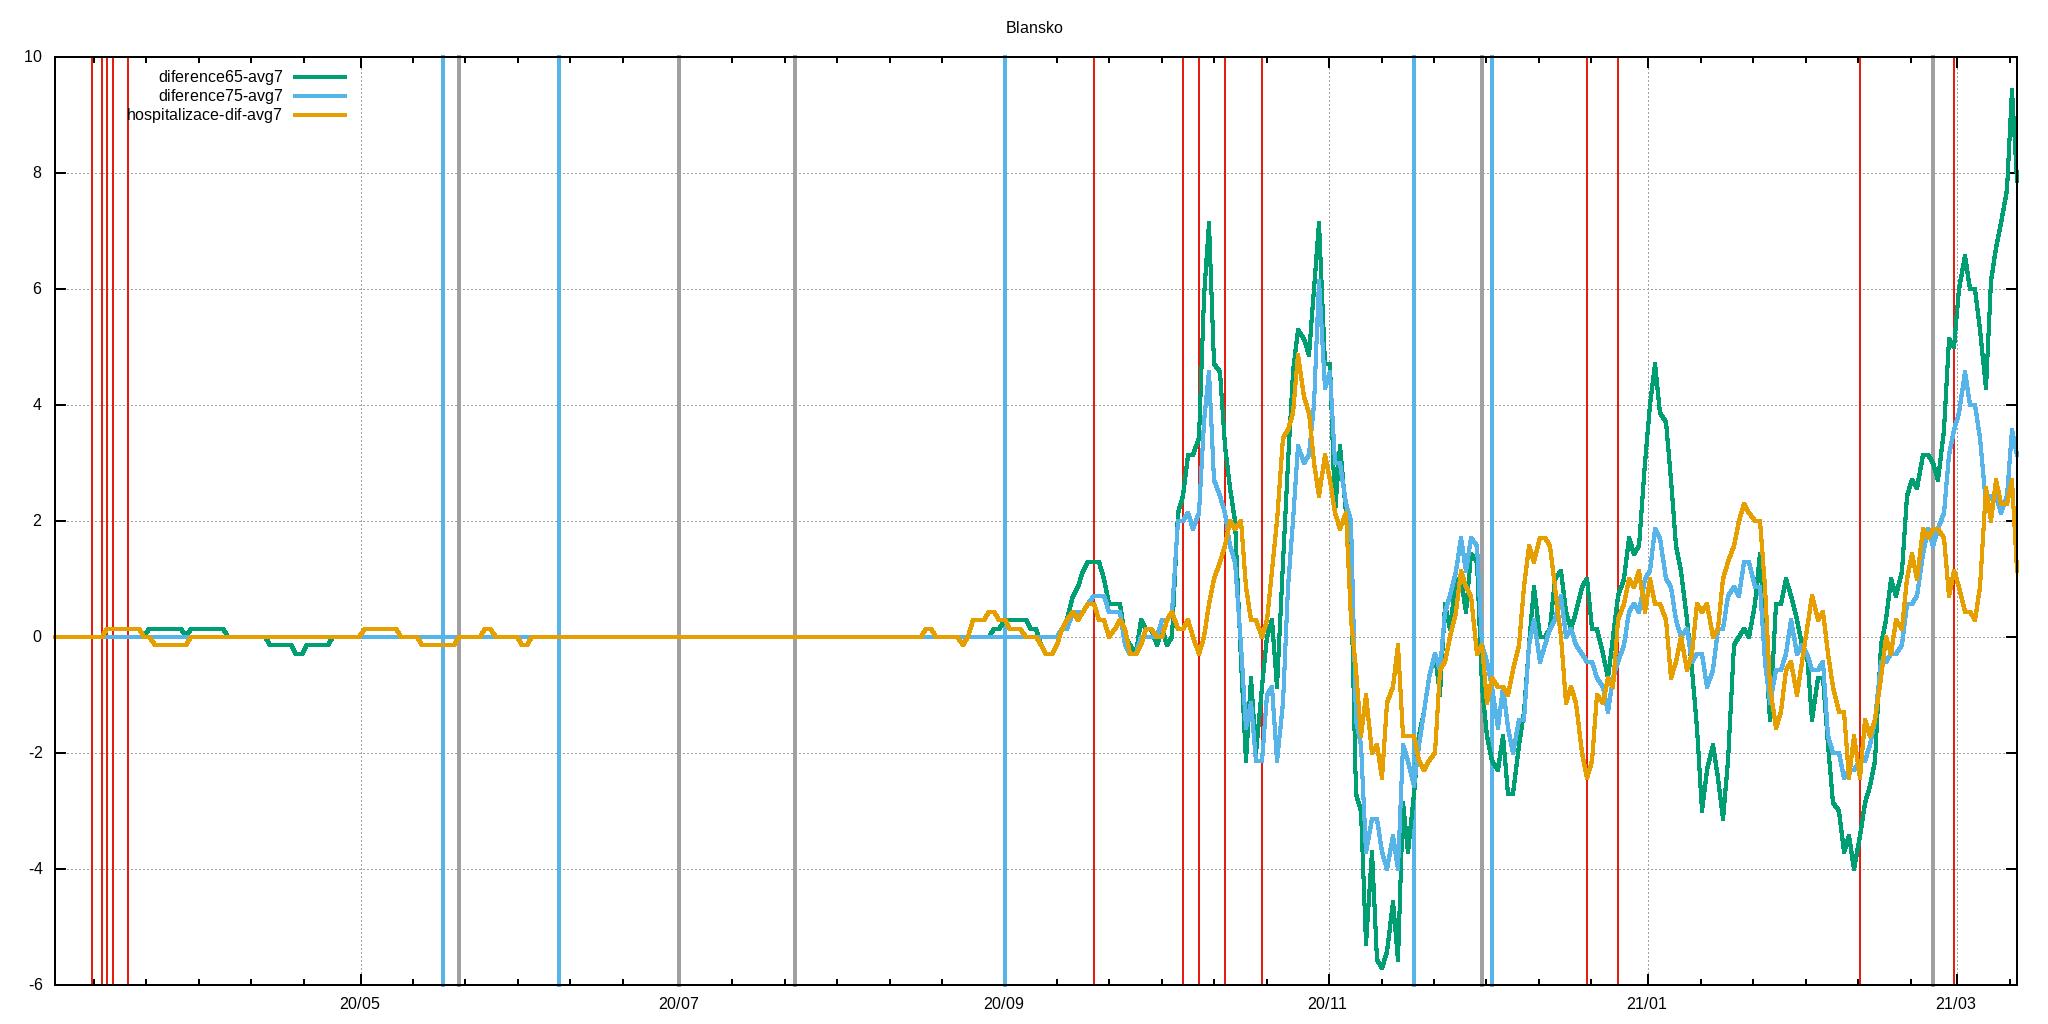 Blansko
diference65-avg7
diference75-avg7
hospitalizace-dif-avg7
10
8
6
4
2
0
-2
-4
-6
20/05 20/07 20/09 20/11 21/01 21/03